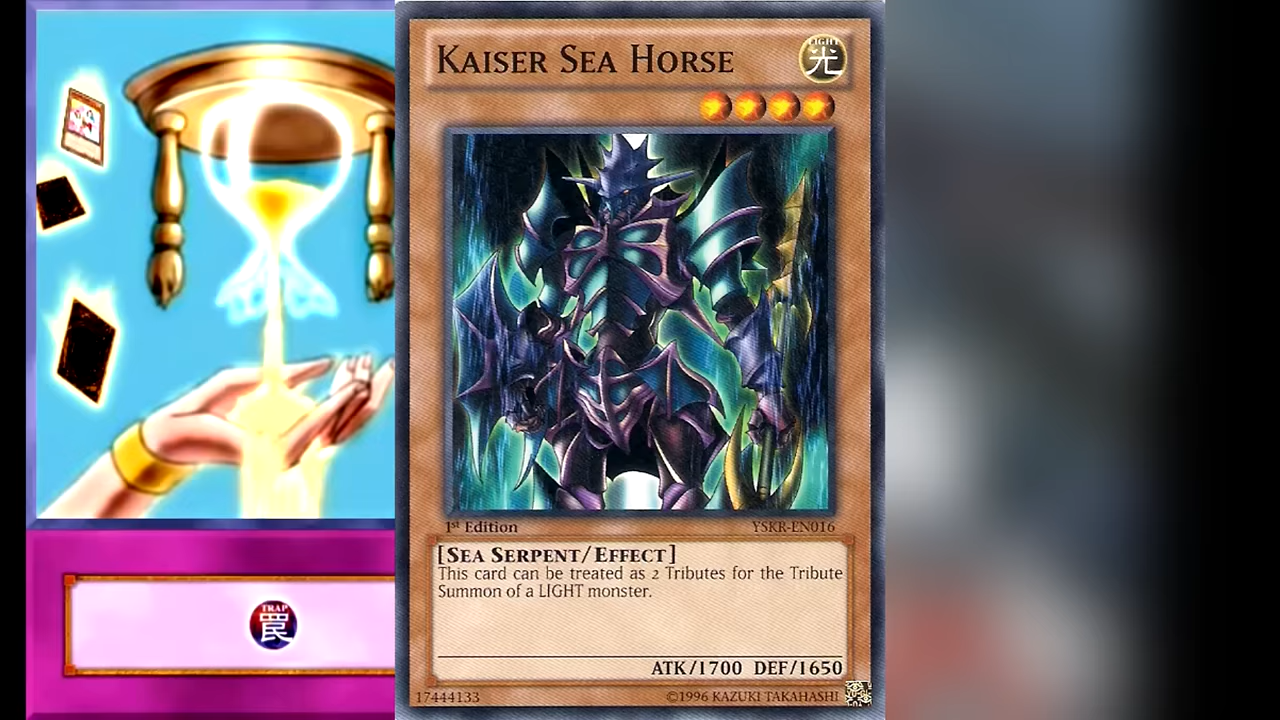 TRAP
罠
KAISER SEA HORSE
LIGHT
光
1st Edition
YSKR-EN016
[SEA SERPENT/EFFECT]
This card can be treated as 2 Tributes for the Tribute
Summon of a LIGHT monster.
ATK/1700 DEF/1650
17444133
©1996 KAZUKI TAKAHASHI